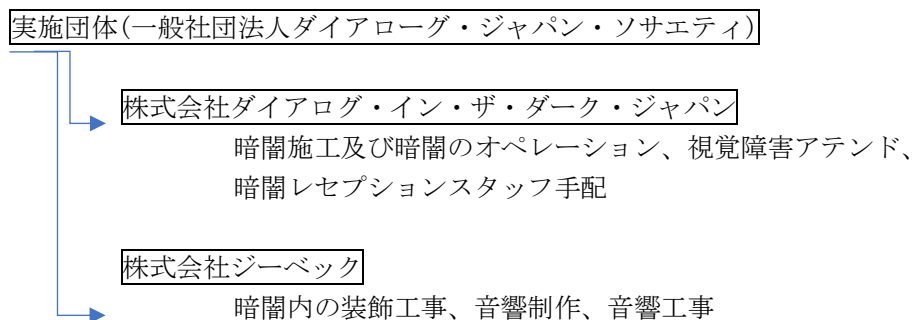 実施団体(一般社団法人ダイアローグ・ジャパン・ソサエティ)
株式会社ダイアログ・イン・ザ・ダーク・ジャパン
暗闇施工及び暗闇のオペレーション、視覚障害アテンド、
暗闇レセプションスタッフ手配
株式会社ジーベック
暗闇内の装飾工事、音響制作、音響工事